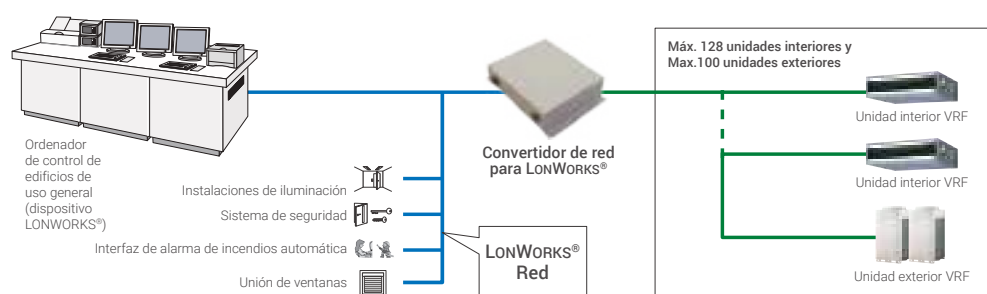 Ordenador
de control de
edificios de
uso general
(dispositivo
LONWORKS®)
Instalaciones de iluminación
Sistema de seguridad
Interfaz de alarma de incendios automática
Unión de ventanas
Convertidor de red
para LONWORKS®
LONWORKS®
Red
Máx. 128 unidades interiores y
Max.100 unidades exteriores
Unidad interior VRF
Unidad interior VRF
Unidad exterior VRF